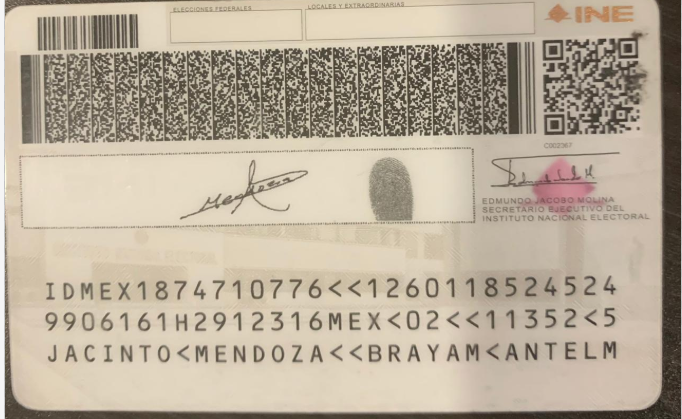 ELECCIONES FEDERALES
LOCALES Y EXTRAORDINARIAS
INE
C002367
Mendoza
EDMUNDO JACOBO MOLINA
SECRETARIO EJECUTIVO DEL
INSTITUTO NACIONAL ELECTORAL
IDMEX1874710776<<1260118524524
9906161H2912316MEX<02<<11352<5
JACINTO<MENDOZA<<BRAYAM<ANTELM